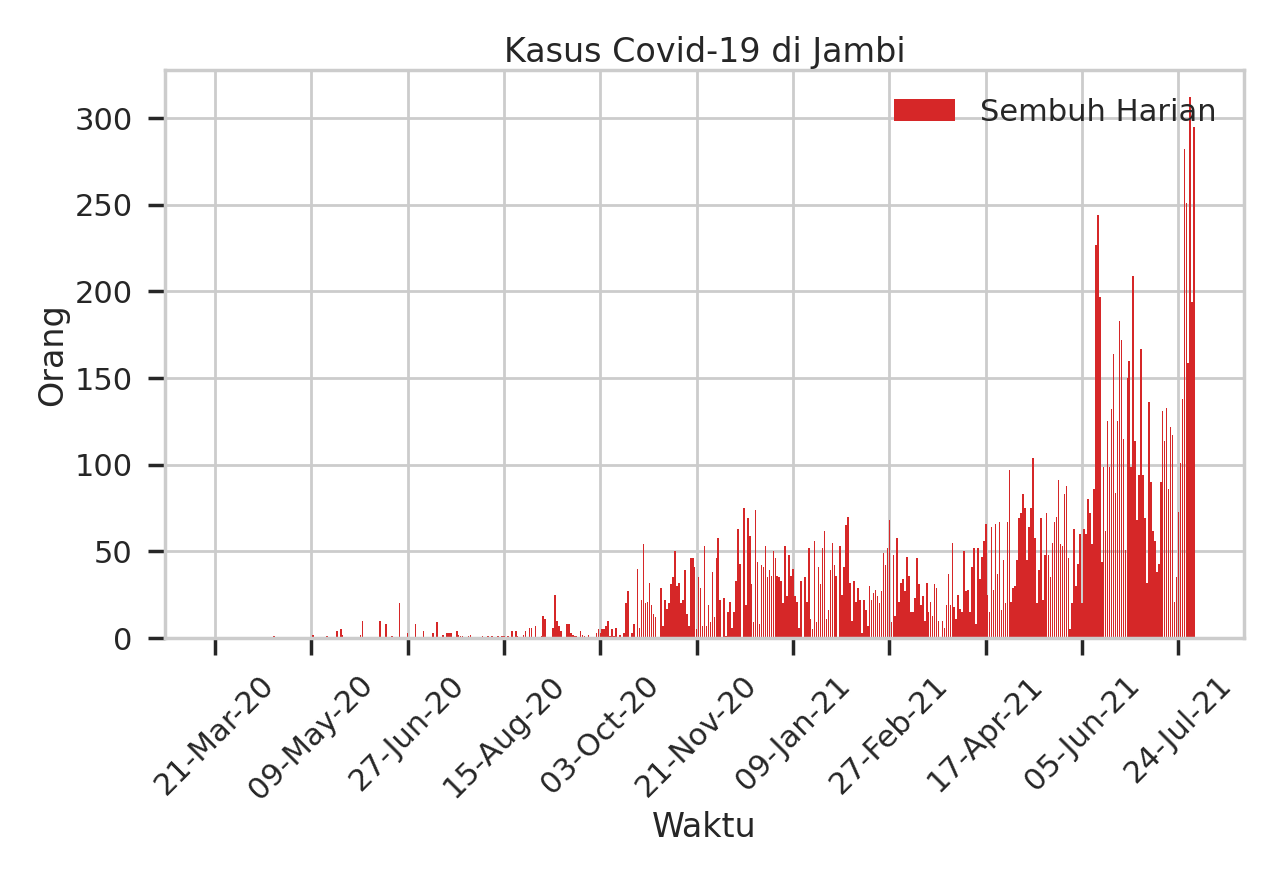 Kasus Covid-19 di Jambi
Sembuh Harian
Orang
300
250
200
150
100
50
0
21-Mar-20
09-May-20
27-Jun-20
15-Aug-20
03-Oct-20
21-Nov-20
09-Jan-21
27-Feb-21
17-Apr-21
05-Jun-21
24-Jul-21
Waktu